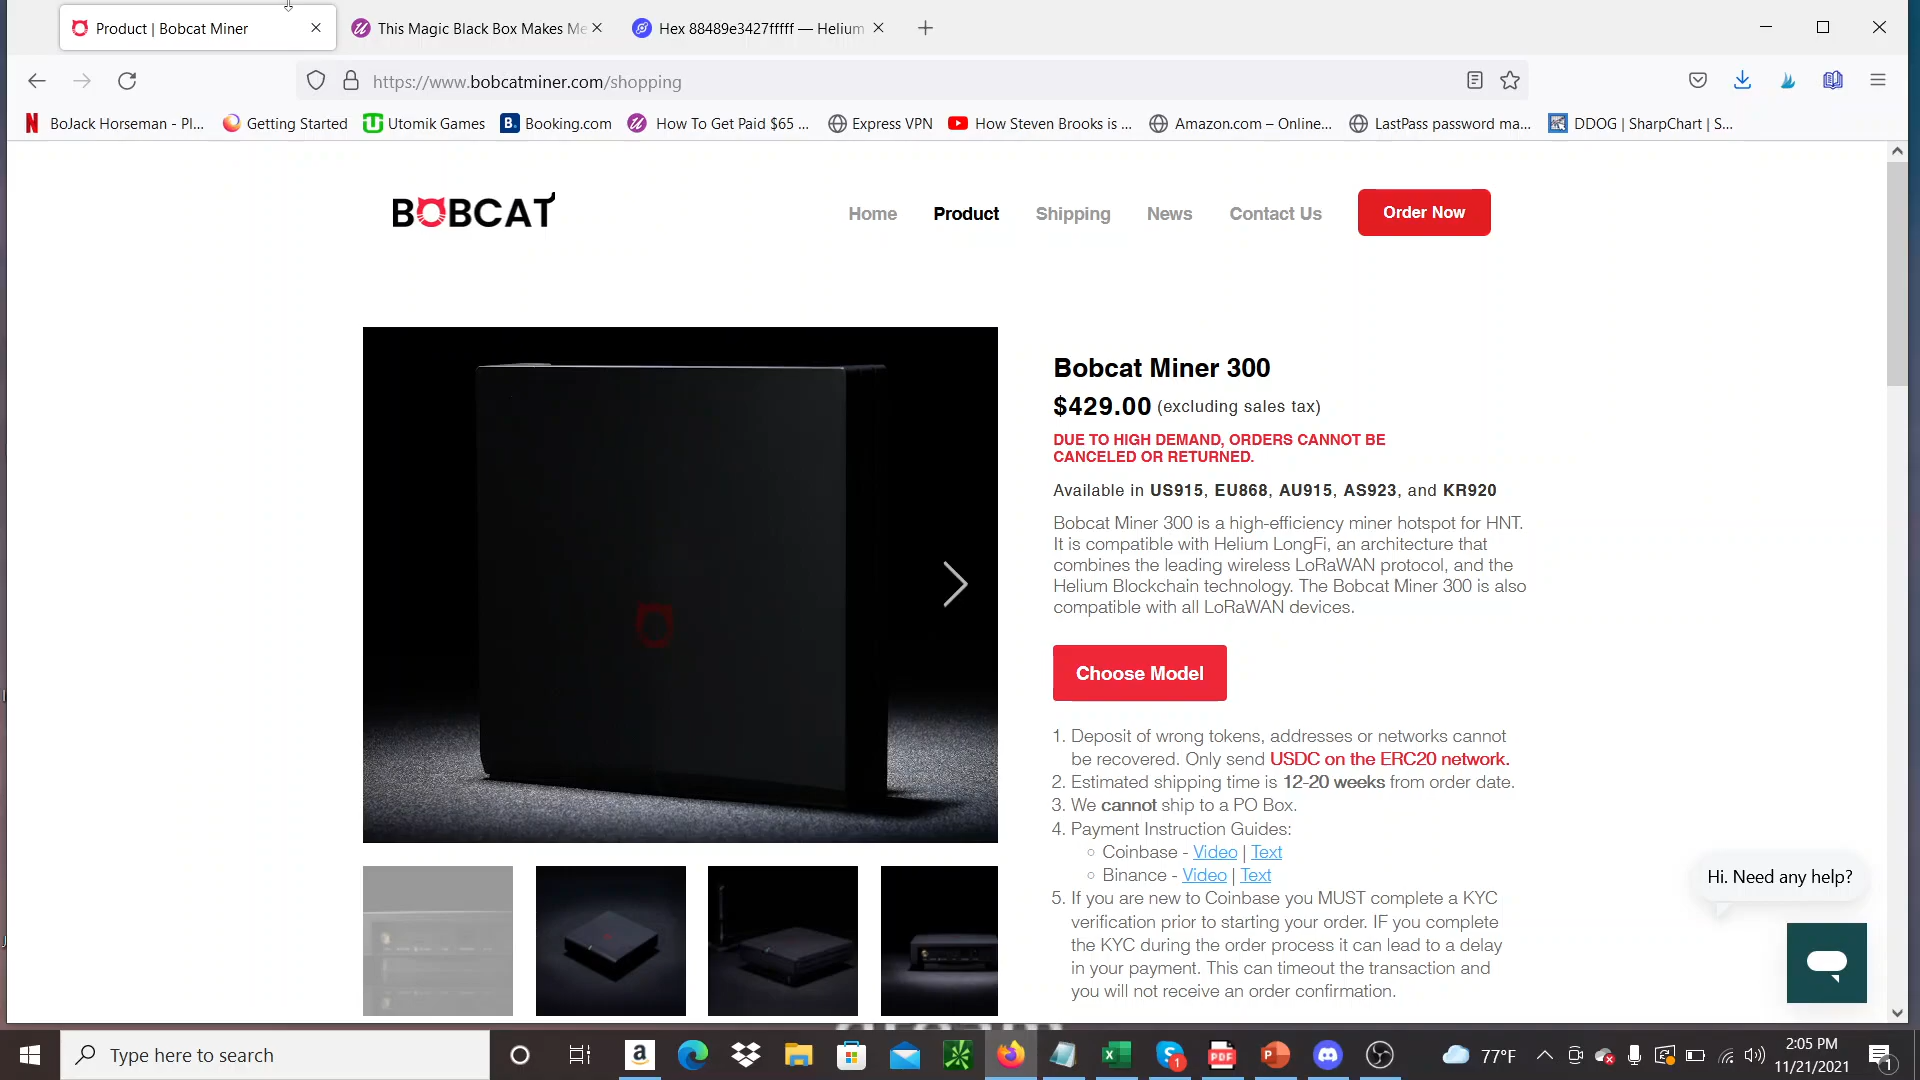 Product | Bobcat Miner
This Magic Black Box Makes Me
Hex 88489e3427fffff — Helium
https://www.bobcatminer.com/shopping
BoJack Horseman - Pl...
Getting Started
Utomik Games
B.
Booking.com
How To Get Paid $65 ...
Express VPN
How Steven Brooks is ...
Amazon.com – Online...
LastPass password ma...
DDOG | SharpChart | S...
BOBCAT
Home
Product
Shipping
News
Contact Us
Order Now
Bobcat Miner 300
$429.00 (excluding sales tax)
DUE TO HIGH DEMAND, ORDERS CANNOT BE
CANCELED OR RETURNED.
Available in US915, EU868, AU915, AS923, and KR920
Bobcat Miner 300 is a high-efficiency miner hotspot for HNT.
It is compatible with Helium LongFi, an architecture that
combines the leading wireless LoRaWAN protocol, and the
Helium Blockchain technology. The Bobcat Miner 300 is also
compatible with all LoRaWAN devices.
Choose Model
1. Deposit of wrong tokens, addresses or networks cannot
be recovered. Only send USDC on the ERC20 network.
2. Estimated shipping time is 12-20 weeks from order date.
3. We cannot ship to a PO Box.
4. Payment Instruction Guides:
Coinbase - Video | Text
Binance - Video | Text
5. If you are new to Coinbase you MUST complete a KYC
verification prior to starting your order. IF you complete
the KYC during the order process it can lead to a delay
in your payment. This can timeout the transaction and
you will not receive an order confirmation.
Hi. Need any help?
Type here to search
77°F
2:05 PM
11/21/2021
1